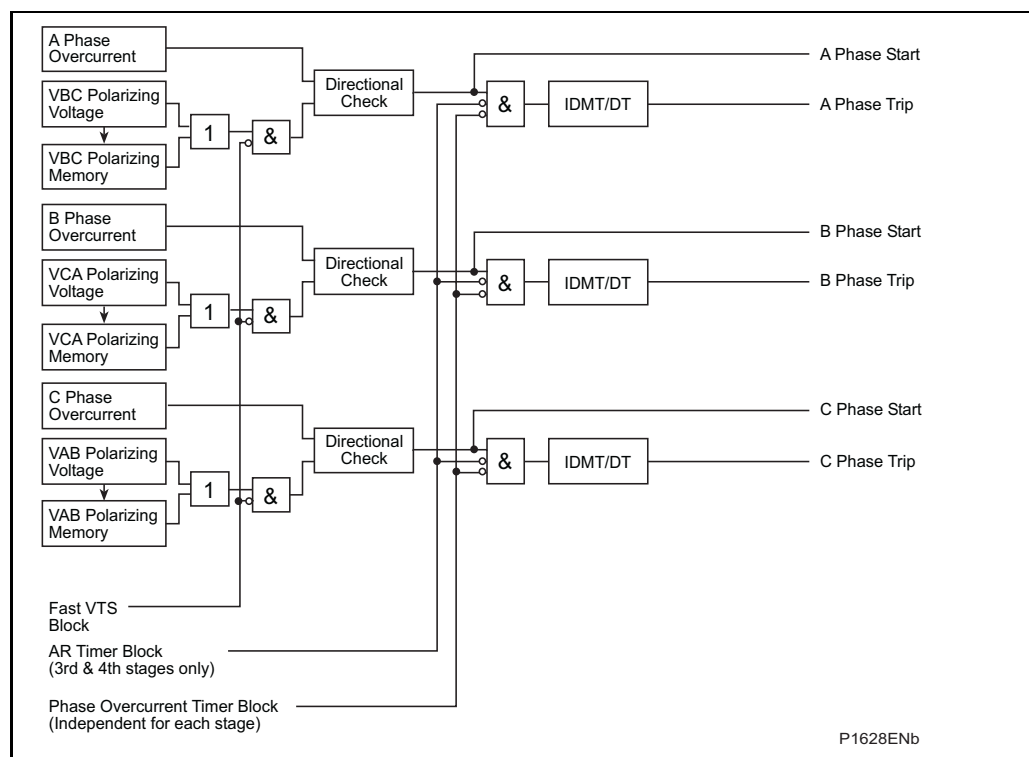 A Phase
Overcurrent
VBC Polarizing
Voltage
VBC Polarizing
Memory
1
&
Directional
Check
&
IDMT/DT
A Phase Start
A Phase Trip
B Phase
Overcurrent
VCA Polarizing
Voltage
VCA Polarizing
Memory
1
&
Directional
Check
&
IDMT/DT
B Phase Start
B Phase Trip
C Phase
Overcurrent
VAB Polarizing
Voltage
VAB Polarizing
Memory
1
&
Directional
Check
&
IDMT/DT
C Phase Start
C Phase Trip
Fast VTS
Block
AR Timer Block
(3rd & 4th stages only)
Phase Overcurrent Timer Block
(Independent for each stage)
P1628ENb